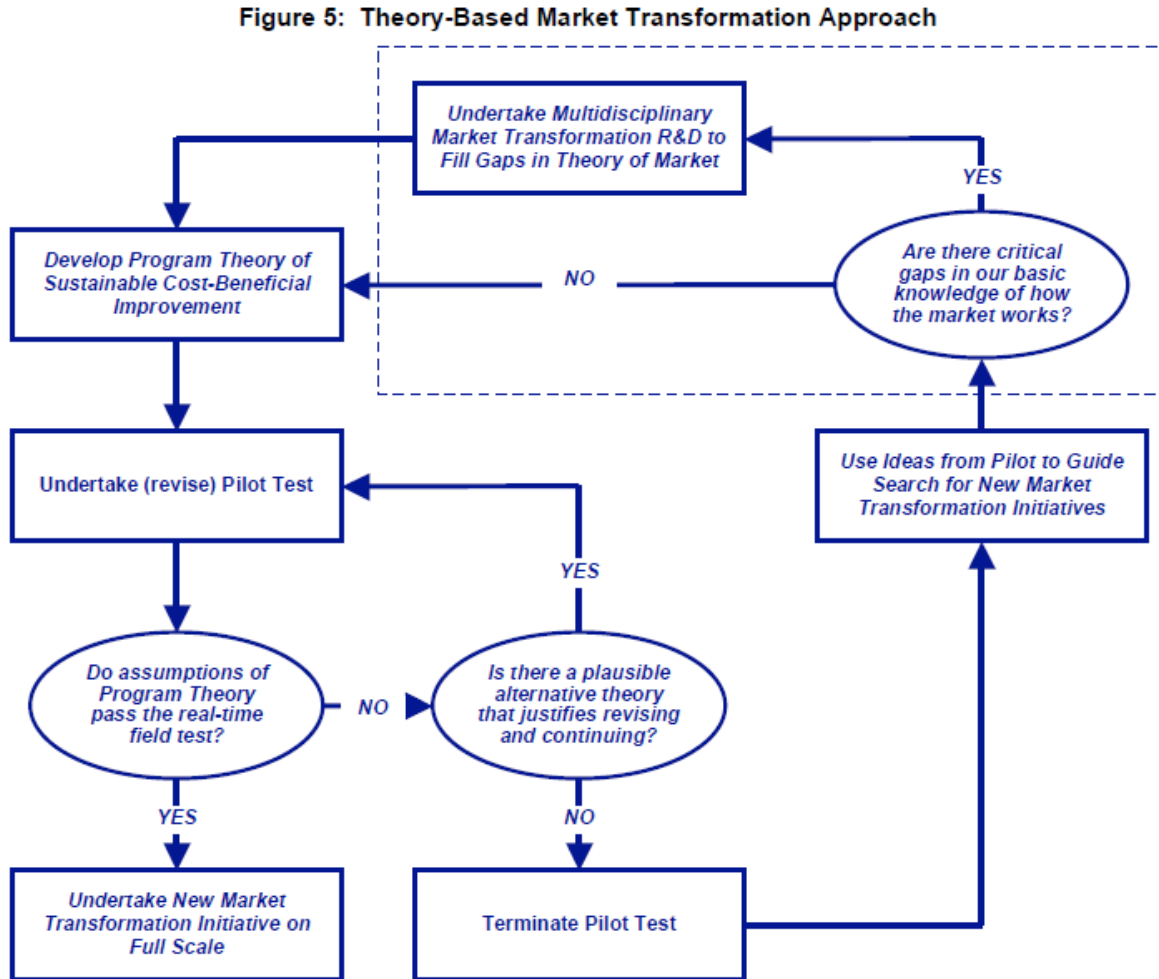 Figure 5: Theory-Based Market Transformation Approach
Undertake Multidisciplinary
Market Transformation R&D to
Fill Gaps in Theory of Market
YES
Are there critical
gaps in our basic
knowledge of how
the market works?
NO
Develop Program Theory of
Sustainable Cost-Beneficial
Improvement
Undertake (revise) Pilot Test
Use Ideas from Pilot to Guide
Search for New Market
Transformation Initiatives
YES
Do assumptions of
Program Theory
pass the real-time
field test?
NO
Is there a plausible
alternative theory
that justifies revising
and continuing?
YES
NO
Undertake New Market
Transformation Initiative on
Full Scale
Terminate Pilot Test